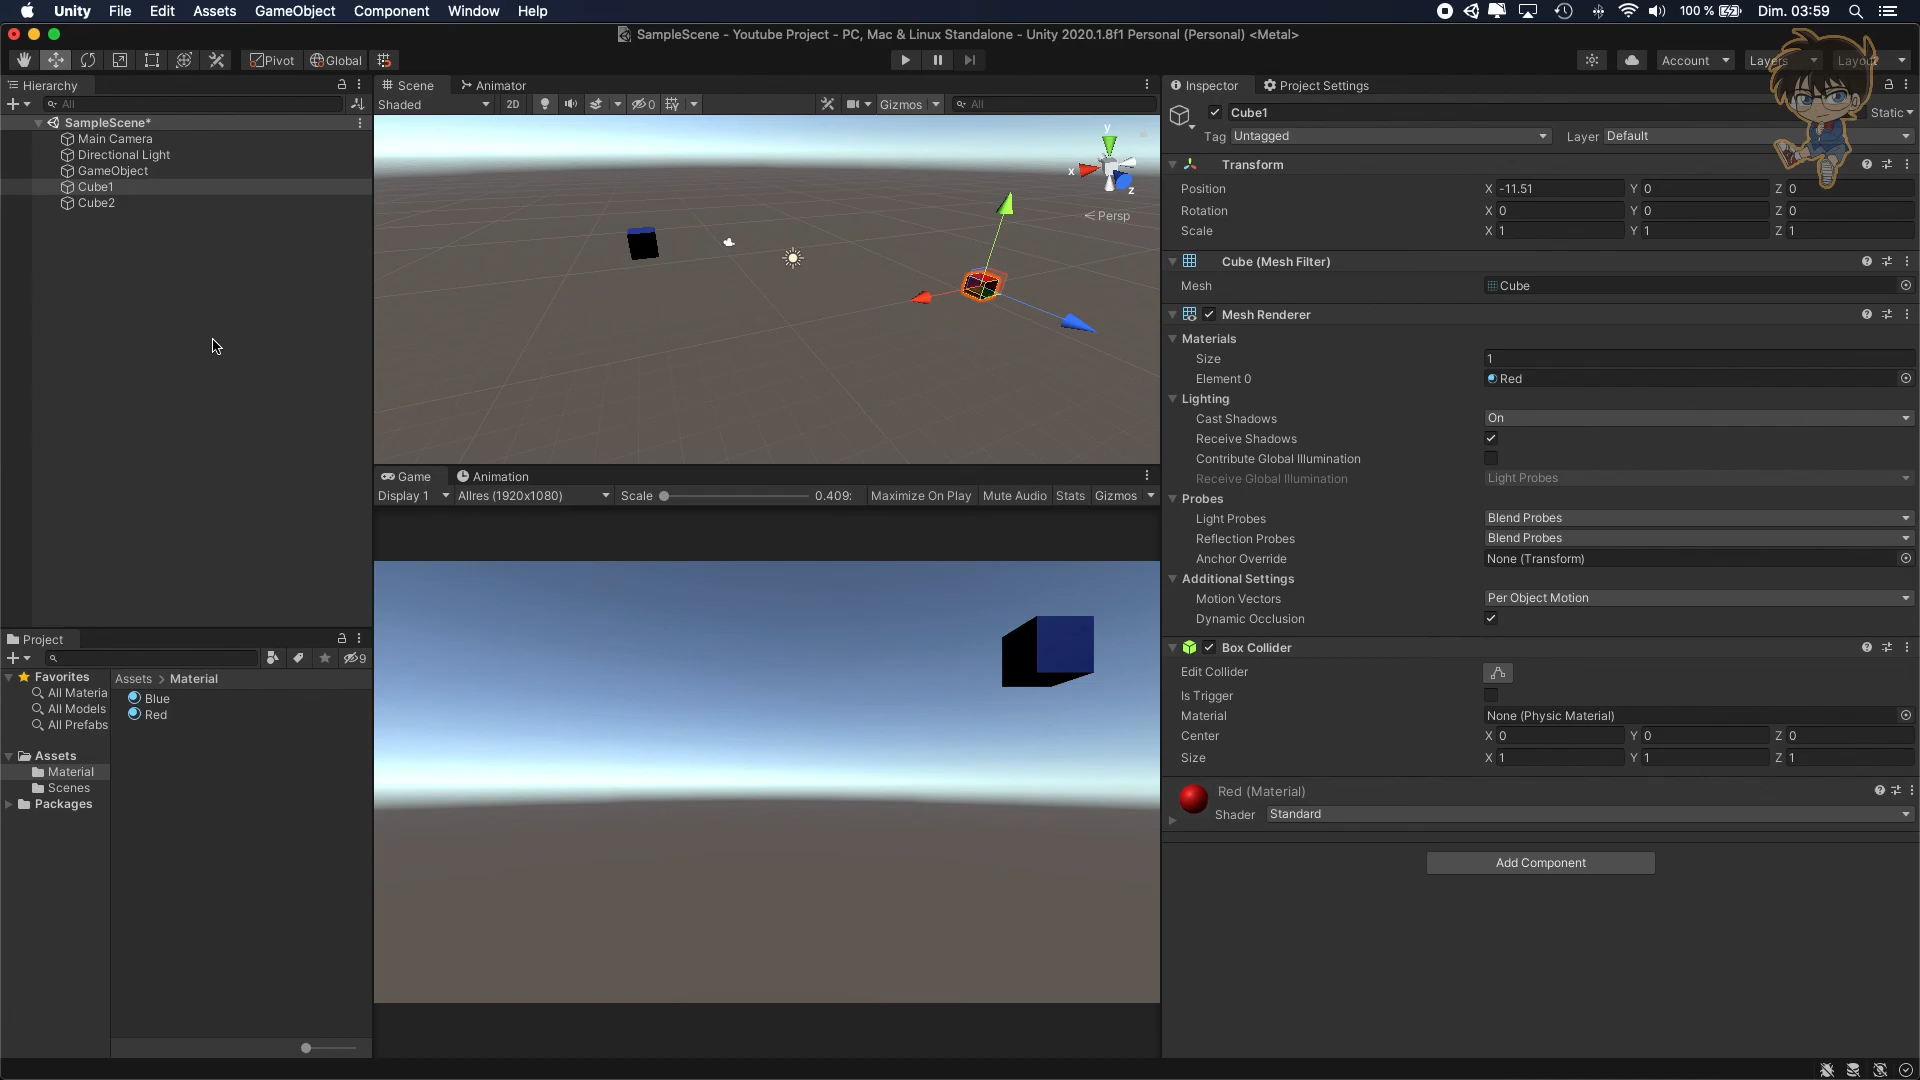 Unity File Edit Assets GameObject Component Window Help 100 % Dim. 03:59
SampleScene - Youtube Project - PC, Mac & Linux Standalone - Unity 2020.1.8f1 Personal (Personal) <Metal>
Pivot Global Account Layers Layout
Hierarchy
All
SampleScene*
Main Camera
Directional Light
GameObject
Cube1
Cube2
Scene Animator
Shaded 2D 0 Gizmos All
y
x
z
Persp
Game Animation
Display 1 Allres (1920x1080) Scale 0.409: Maximize On Play Mute Audio Stats Gizmos
Project
9
Favorites
All Materia
All Models
All Prefabs
Assets
Material
Scenes
Packages
Assets > Material
Blue
Red
Inspector Project Settings
Cube1 Static
Tag Untagged Layer Default
Transform
Position X -11.51 Y 0 Z 0
Rotation X 0 Y 0 Z 0
Scale X 1 Y 1 Z 1
Cube (Mesh Filter)
Mesh Cube
Mesh Renderer
Materials
Size 1
Element 0 Red
Lighting
Cast Shadows On
Receive Shadows
Contribute Global Illumination
Receive Global Illumination Light Probes
Probes
Light Probes Blend Probes
Reflection Probes Blend Probes
Anchor Override None (Transform)
Additional Settings
Motion Vectors Per Object Motion
Dynamic Occlusion
Box Collider
Edit Collider
Is Trigger
Material None (Physic Material)
Center X 0 Y 0 Z 0
Size X 1 Y 1 Z 1
Red (Material)
Shader Standard
Add Component